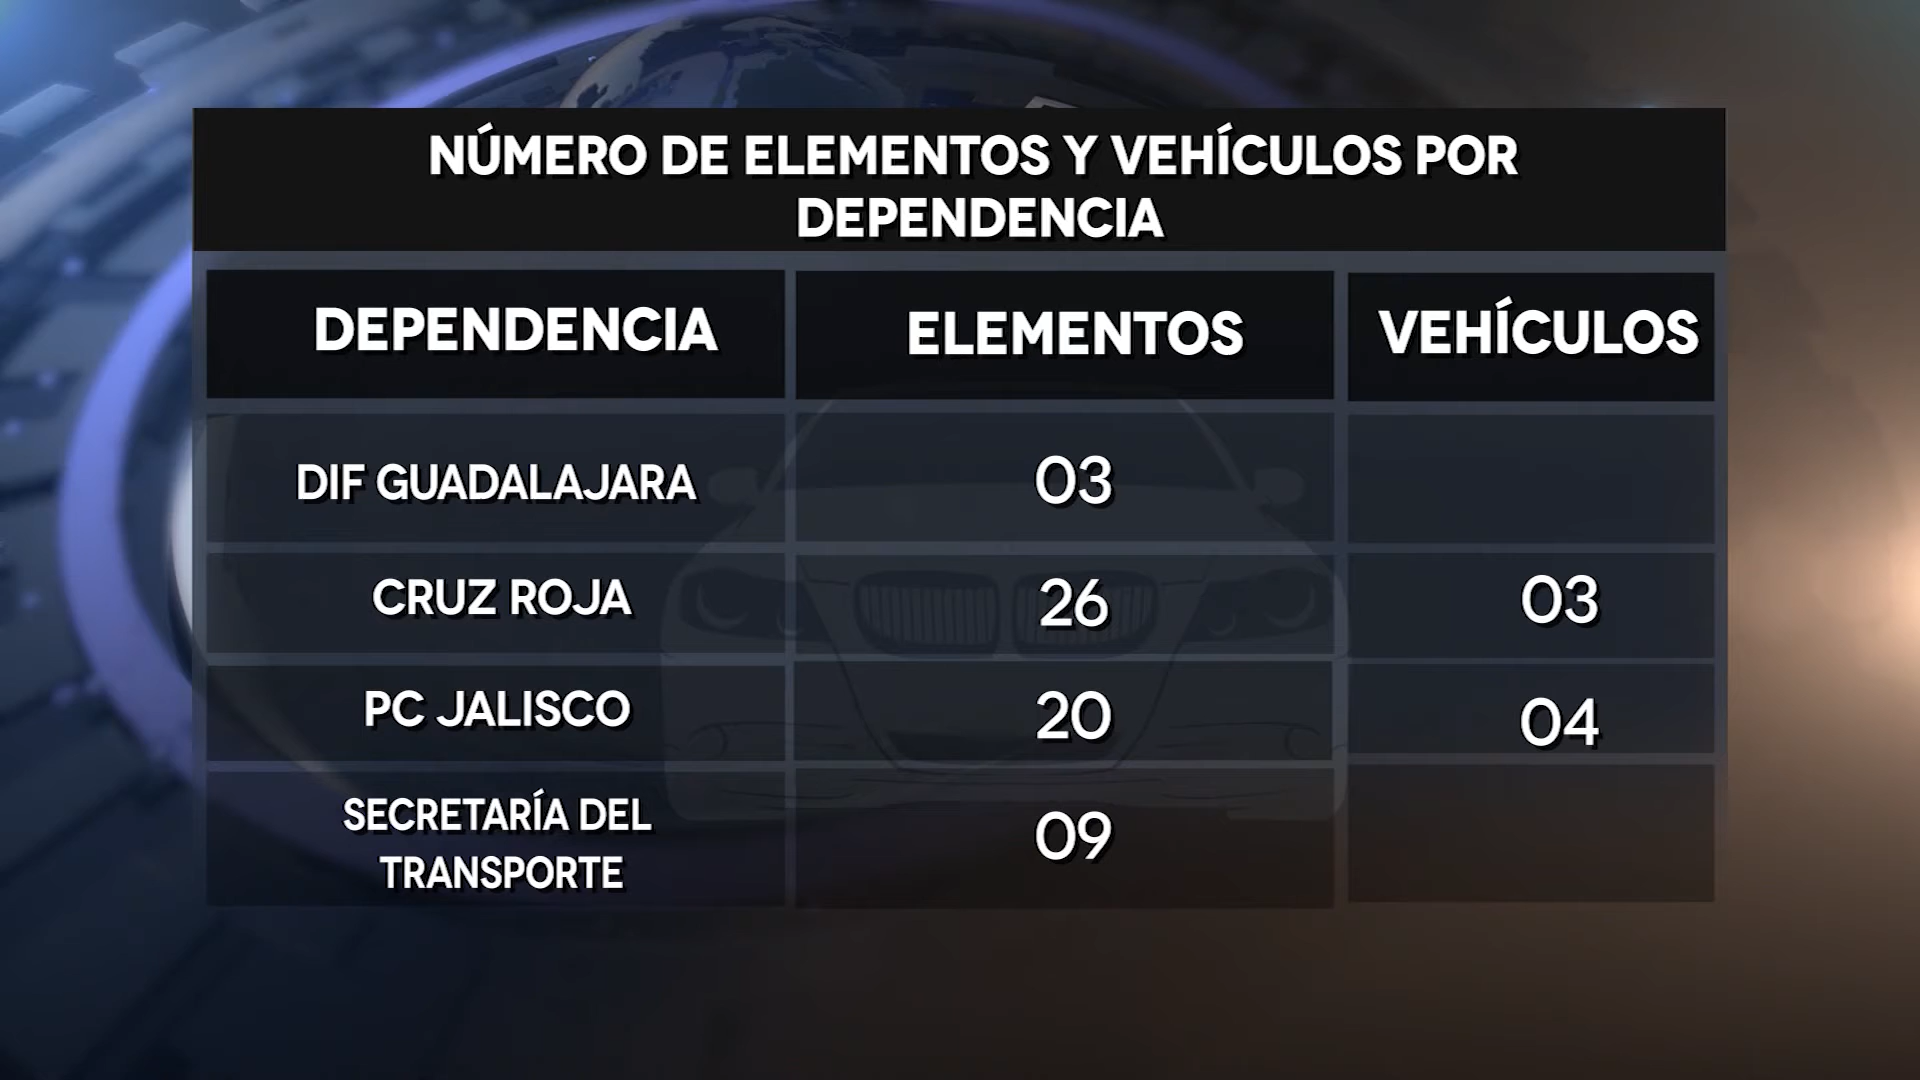 NÚMERO DE ELEMENTOS Y VEHÍCULOS POR
DEPENDENCIA
DEPENDENCIA ELEMENTOS VEHÍCULOS
DIF GUADALAJARA 03
CRUZ ROJA 26 03
PC JALISCO 20 04
SECRETARÍA DEL
TRANSPORTE 09